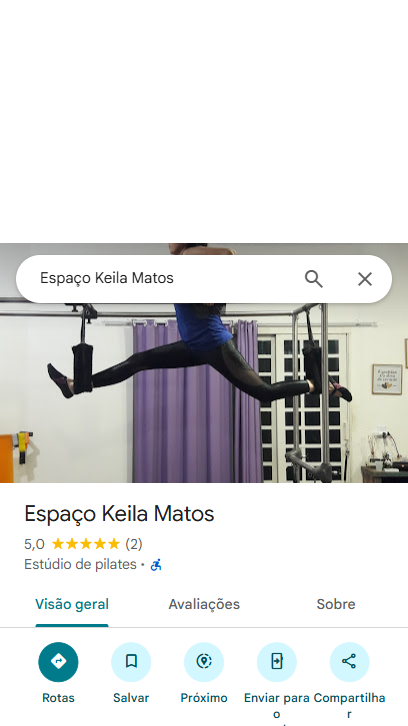 Espaço Keila Matos
Espaço Keila Matos
5,0 (2)
Estúdio de pilates ·
Visão geral
Avaliações
Sobre
Rotas
Salvar
Próximo
Enviar para o
Compartilhar